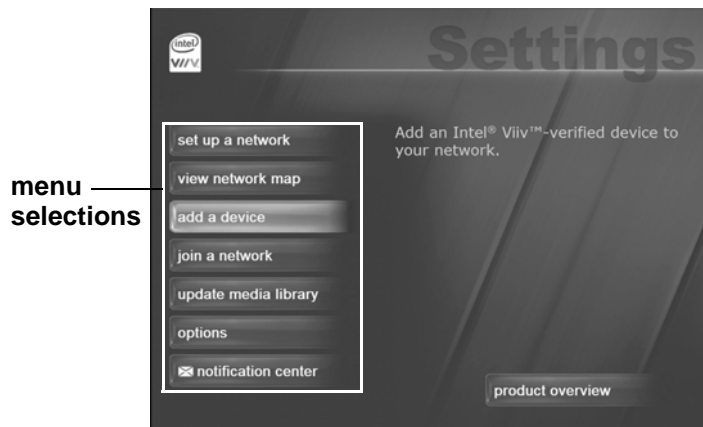 intel
VIIV
Settings
set up a network
view network map
add a device
join a network
update media library
options
notification center
menu
selections
Add an Intel® Viiv™-verified device to
your network.
product overview